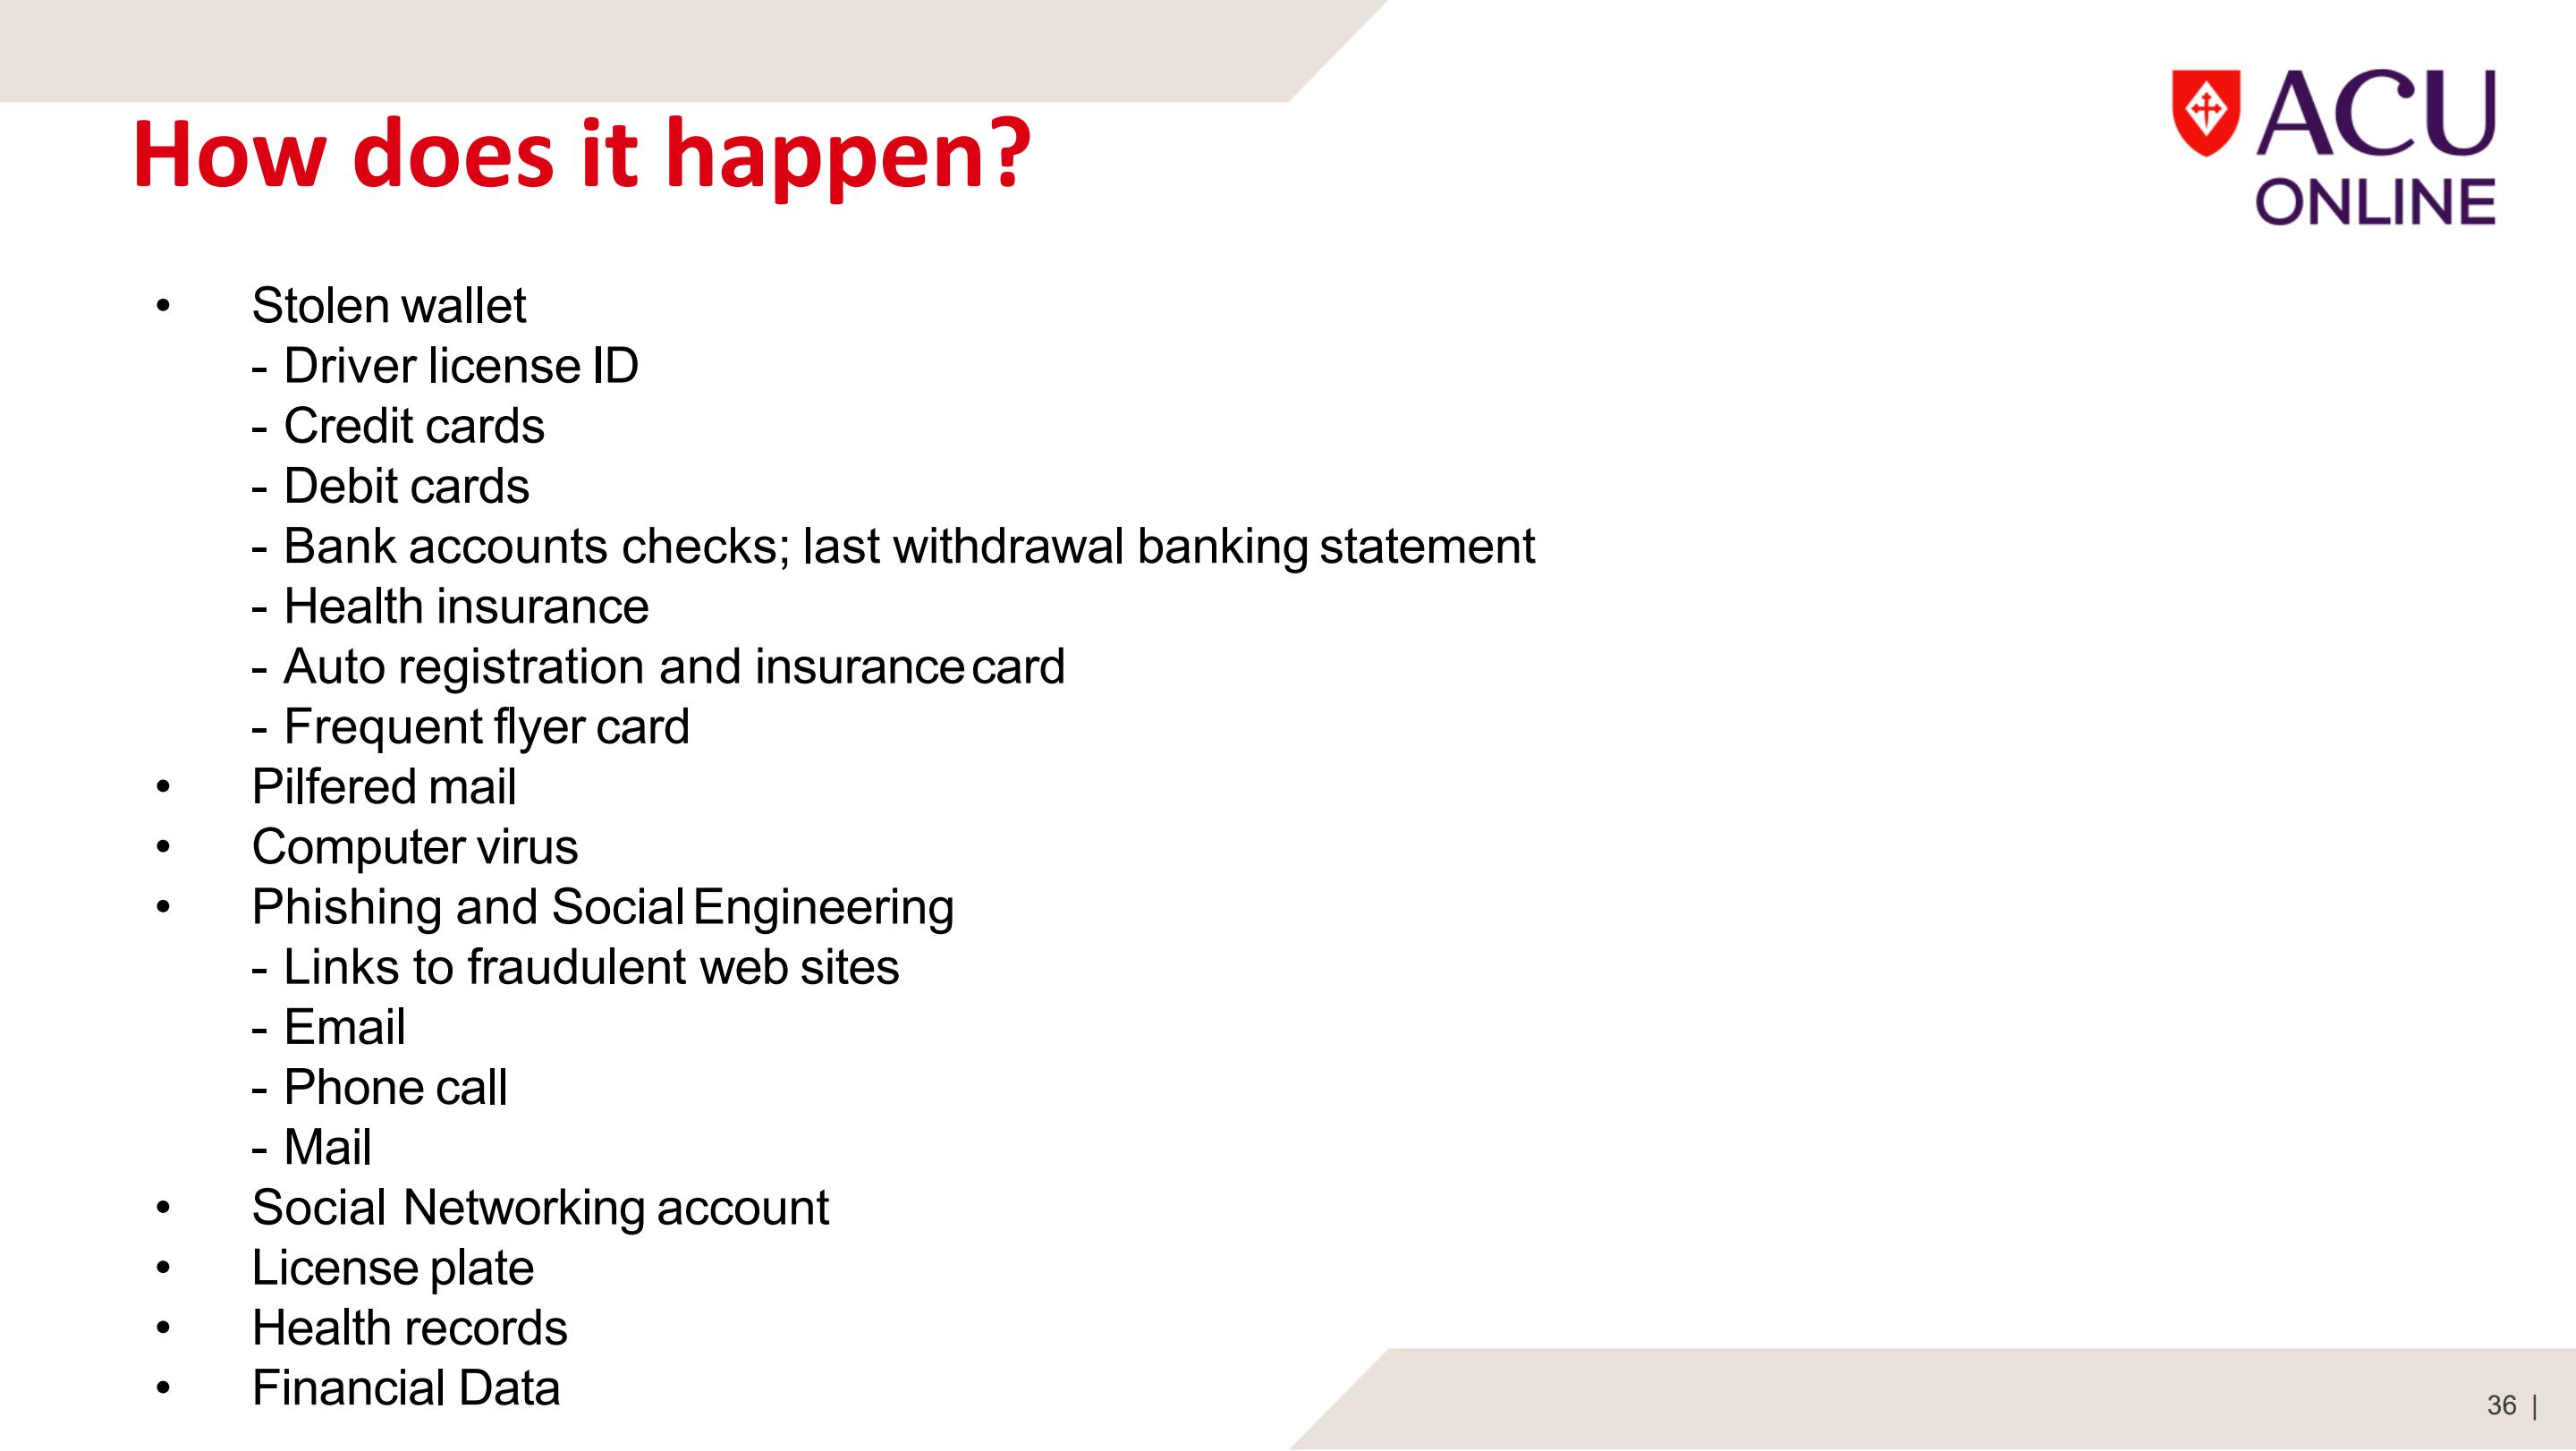 How does it happen?
ACU
ONLINE
• Stolen wallet
- Driver license ID
- Credit cards
- Debit cards
- Bank accounts checks; last withdrawal banking statement
- Health insurance
- Auto registration and insurance card
- Frequent flyer card
• Pilfered mail
• Computer virus
• Phishing and Social Engineering
- Links to fraudulent web sites
- Email
- Phone call
- Mail
• Social Networking account
• License plate
• Health records
• Financial Data
36 |